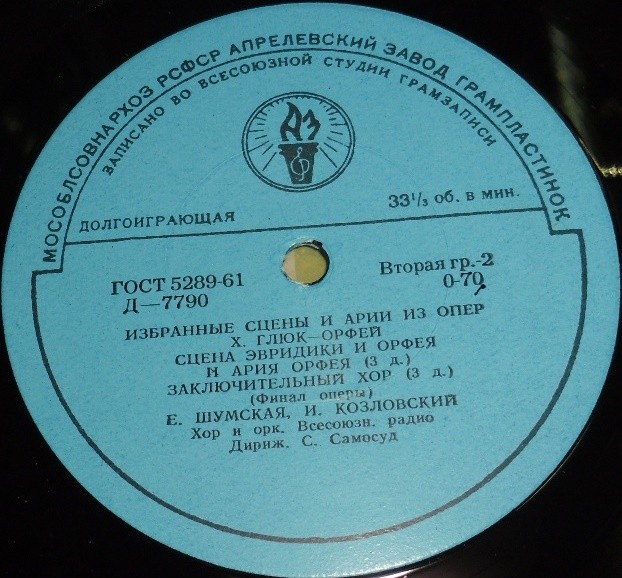 МОСОБЛСОВНАРХОЗ РСФСР АПРЕЛЕВСКИЙ ЗАВОД ГРАМПЛАСТИНОК
ЗАПИСАНО ВО ВСЕСОЮЗНОЙ СТУДИИ ГРАМЗАПИСИ
АЗ
ДОЛГОИГРАЮЩАЯ
33⅓ об. в мин.
ГОСТ 5289-61
Вторая гр.-2
Д—7790
0-70
ИЗБРАННЫЕ СЦЕНЫ И АРИИ ИЗ ОПЕР
Х. ГЛЮК-ОРФЕЙ
СЦЕНА ЭВРИДИКИ И ОРФЕЯ
И АРИЯ ОРФЕЯ (3 д.)
ЗАКЛЮЧИТЕЛЬНЫЙ ХОР (3 д.)
(Финал оперы)
Е. ШУМСКАЯ, И. КОЗЛОВСКИЙ
Хор и орк. Всесоюзн. радио
Дириж. С. Самосуд